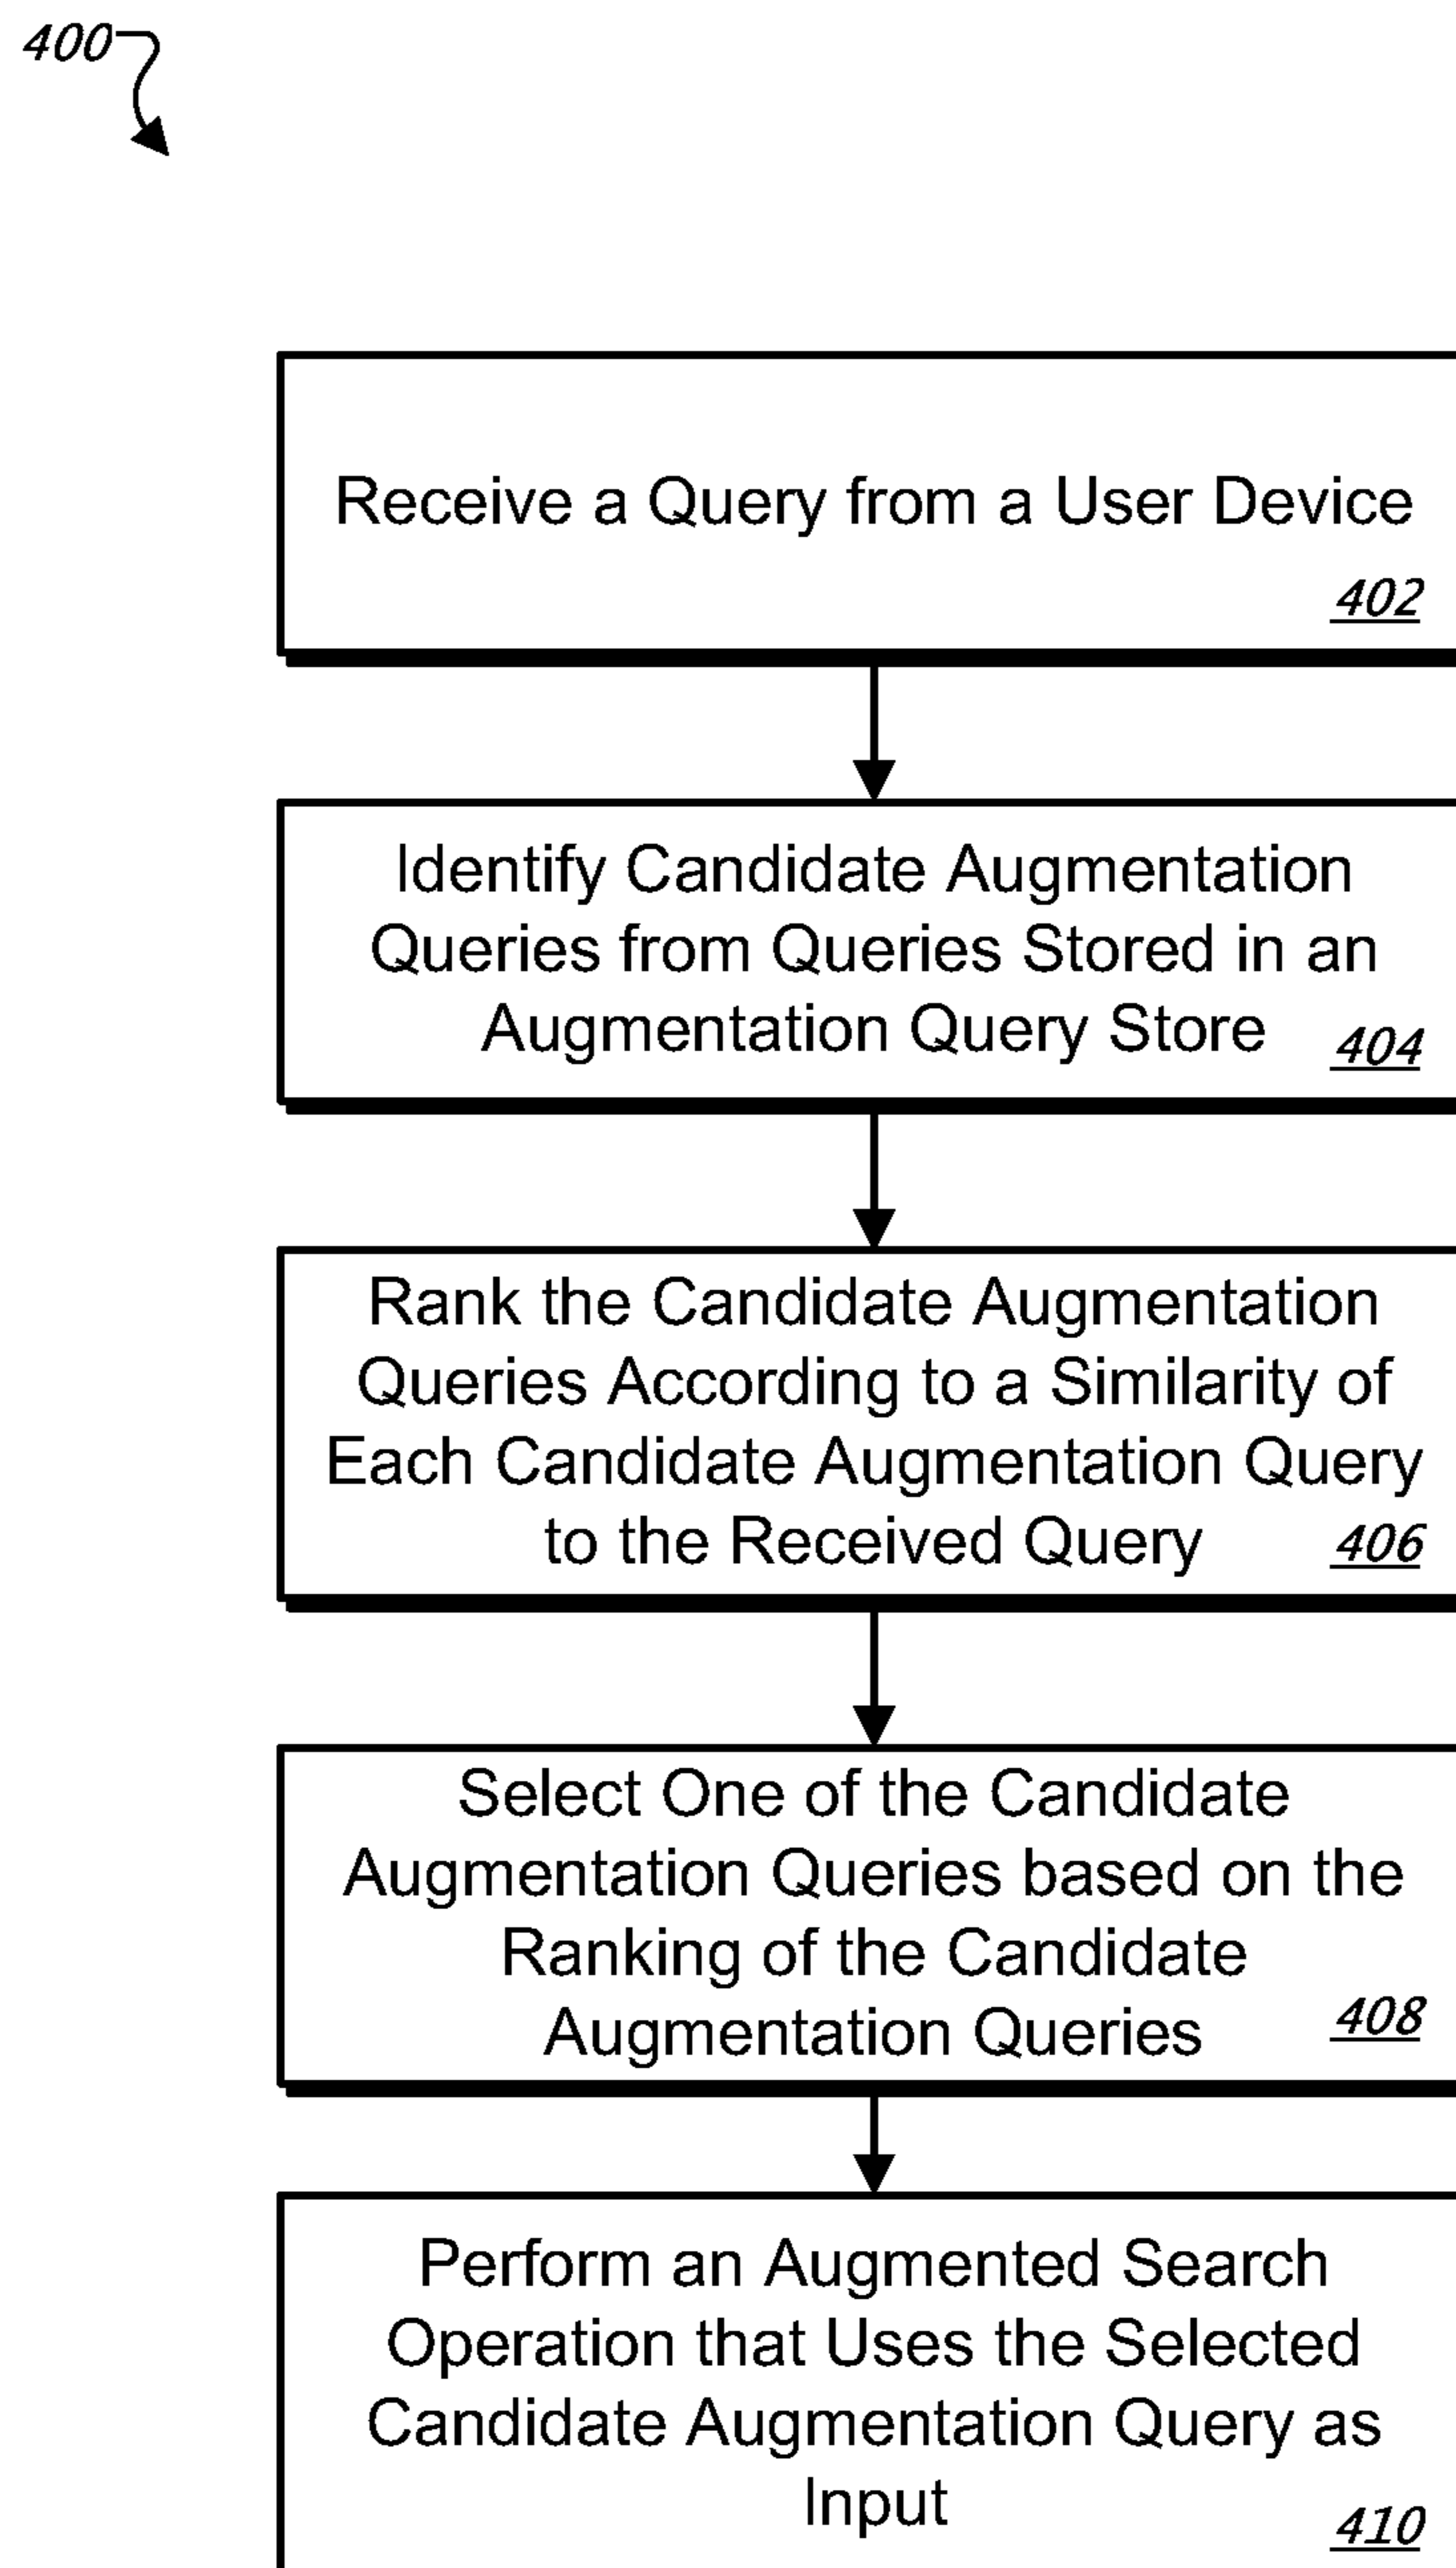 400
Receive a Query from a User Device
402
Identify Candidate Augmentation
Queries from Queries Stored in an
Augmentation Query Store
404
Rank the Candidate Augmentation
Queries According to a Similarity of
Each Candidate Augmentation Query
to the Received Query
406
Select One of the Candidate
Augmentation Queries based on the
Ranking of the Candidate
Augmentation Queries
408
Perform an Augmented Search
Operation that Uses the Selected
Candidate Augmentation Query as
Input
410